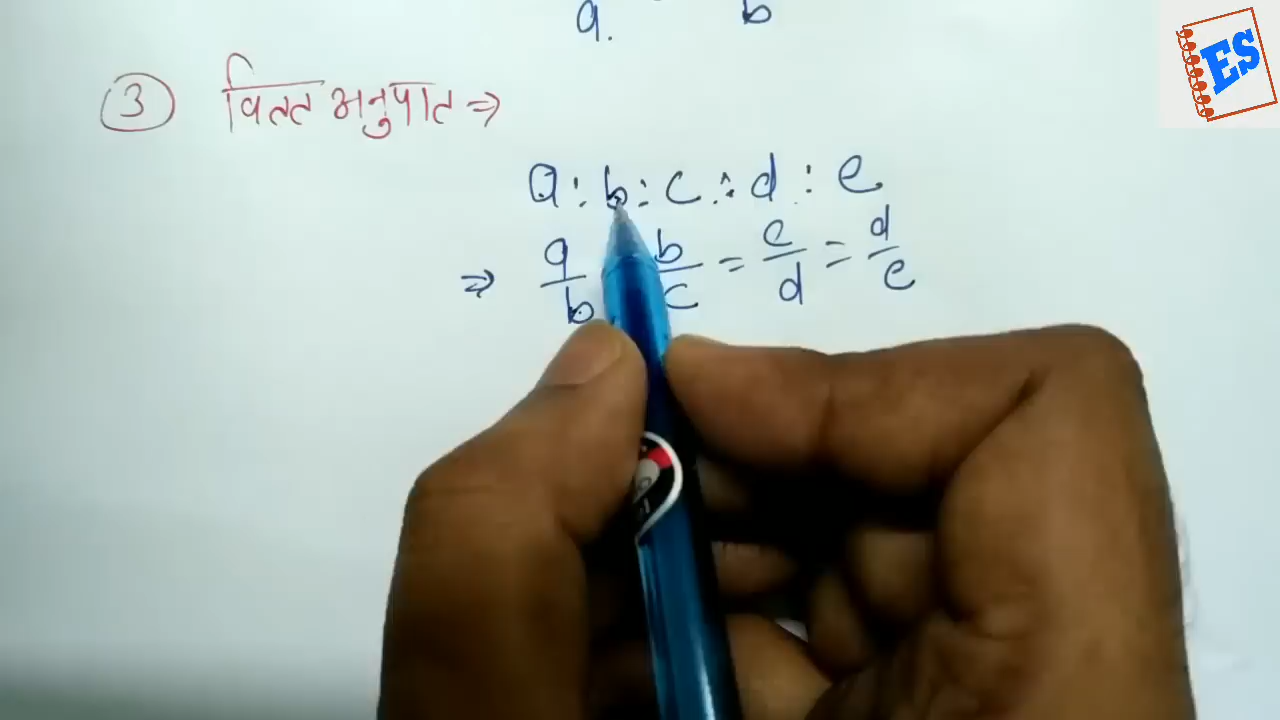 a. b
ES
3 वितत अनुपात ⇒
a : b : c : d : e
⇒ a/b b/c = c/d = d/e